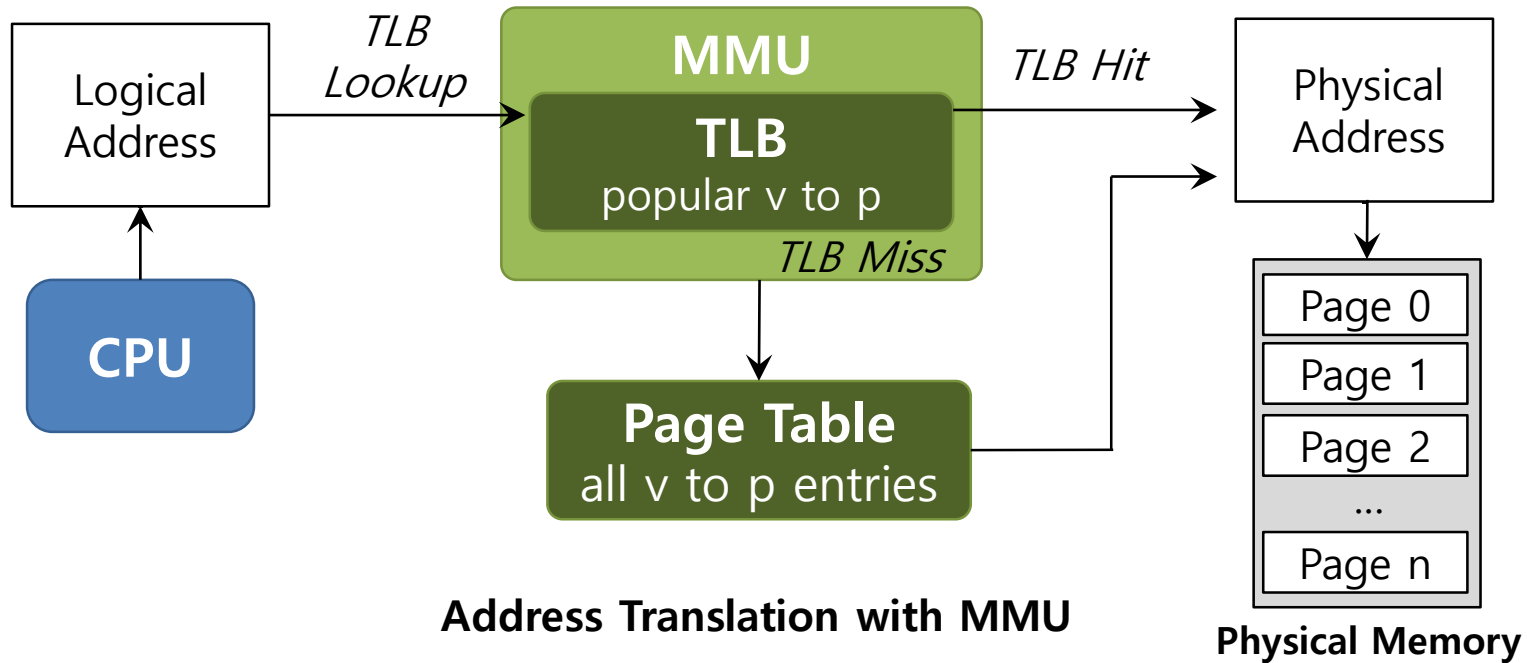 Logical
Address
TLB
Lookup
MMU
TLB
popular v to p
TLB Hit
TLB Miss
Physical
Address
CPU
Page Table
all v to p entries
Page 0
Page 1
Page 2
...
Page n
Address Translation with MMU
Physical Memory